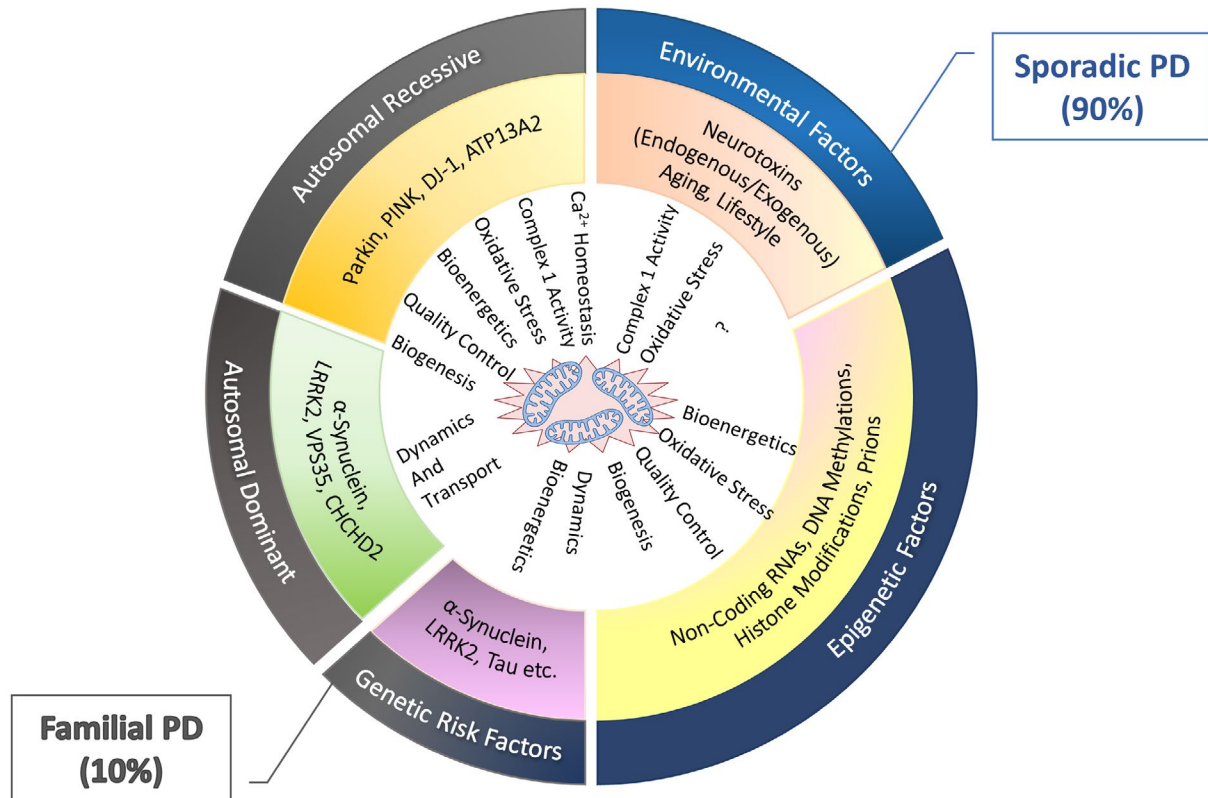 Autosomal Recessive
Parkin, PINK, DJ-1, ATP13A2
Environmental Factors
Neurotoxins
(Endogenous/Exogenous)
Aging, Lifestyle
Sporadic PD
(90%)
Epigenetic Factors
Non-Coding RNAs, DNA Methylations,
Histone Modifications, Prions
Genetic Risk Factors
α-Synuclein,
LRRK2, Tau etc.
Familial PD
(10%)
Autosomal Dominant
α-Synuclein,
LRRK2, VPS35, CHCHD2
Biogenesis
Quality Control
Bioenergetics
Oxidative Stress
Complex 1 Activity
Ca²⁺ Homeostasis
Complex 1 Activity
Oxidative Stress
?
Bioenergetics
Oxidative Stress
Quality Control
Biogenesis
Dynamics
Bioenergetics
Dynamics
And
Transport